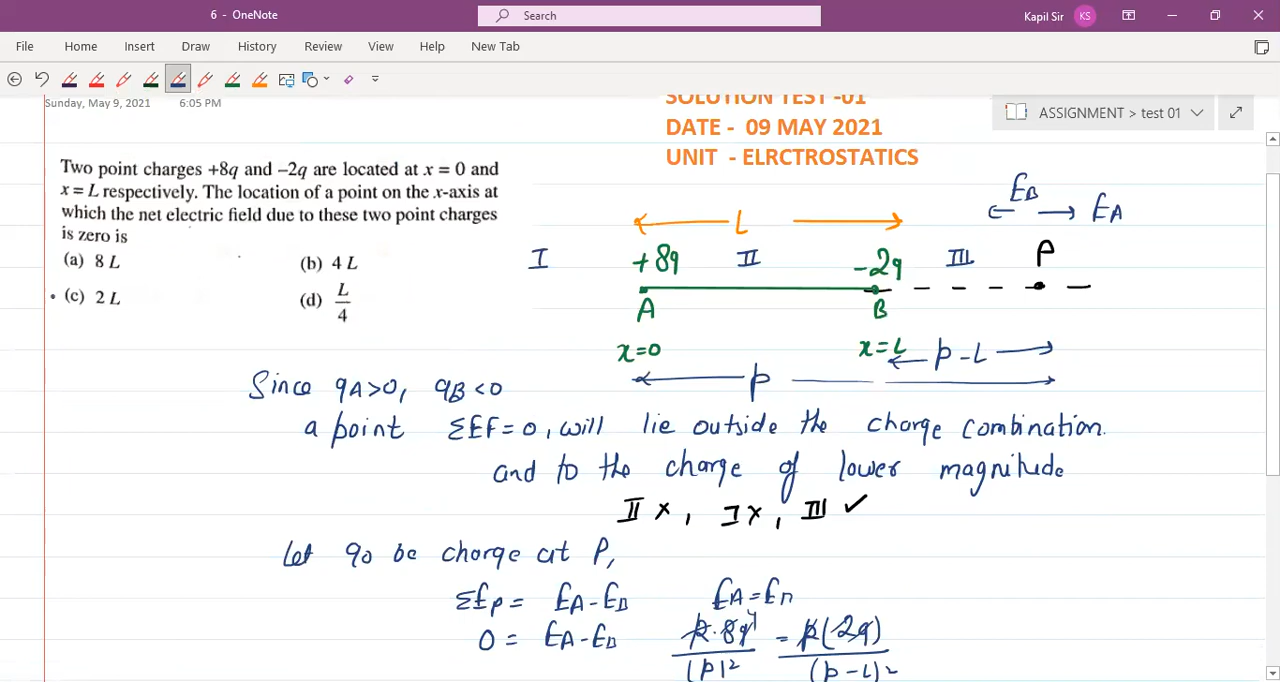 6 - OneNote
Search
Kapil Sir
KS
File Home Insert Draw History Review View Help New Tab
Sunday, May 9, 2021 6:05 PM
SOLUTION TEST -01
DATE - 09 MAY 2021
UNIT - ELRCTROSTATICS
ASSIGNMENT > test 01
Two point charges +8q and –2q are located at x = 0 and
x = L respectively. The location of a point on the x-axis at
which the net electric field due to these two point charges
is zero is
(a) 8 L (b) 4 L
(c) 2 L (d) L/4
L
EB
EA
I +8q II -2q III P
A B
x=0 x=L p-L
p
Since qA>0, qB<0
a point ΣEF=0, will lie outside the charge combination.
and to the charge of lower magnitude
II x, I x, III ✓
Let q0 be charge at P,
ΣEp = EA-EB EA=EB
0 = EA-EB k.8q 4 / (p)² = k(2q) / (p-L)²